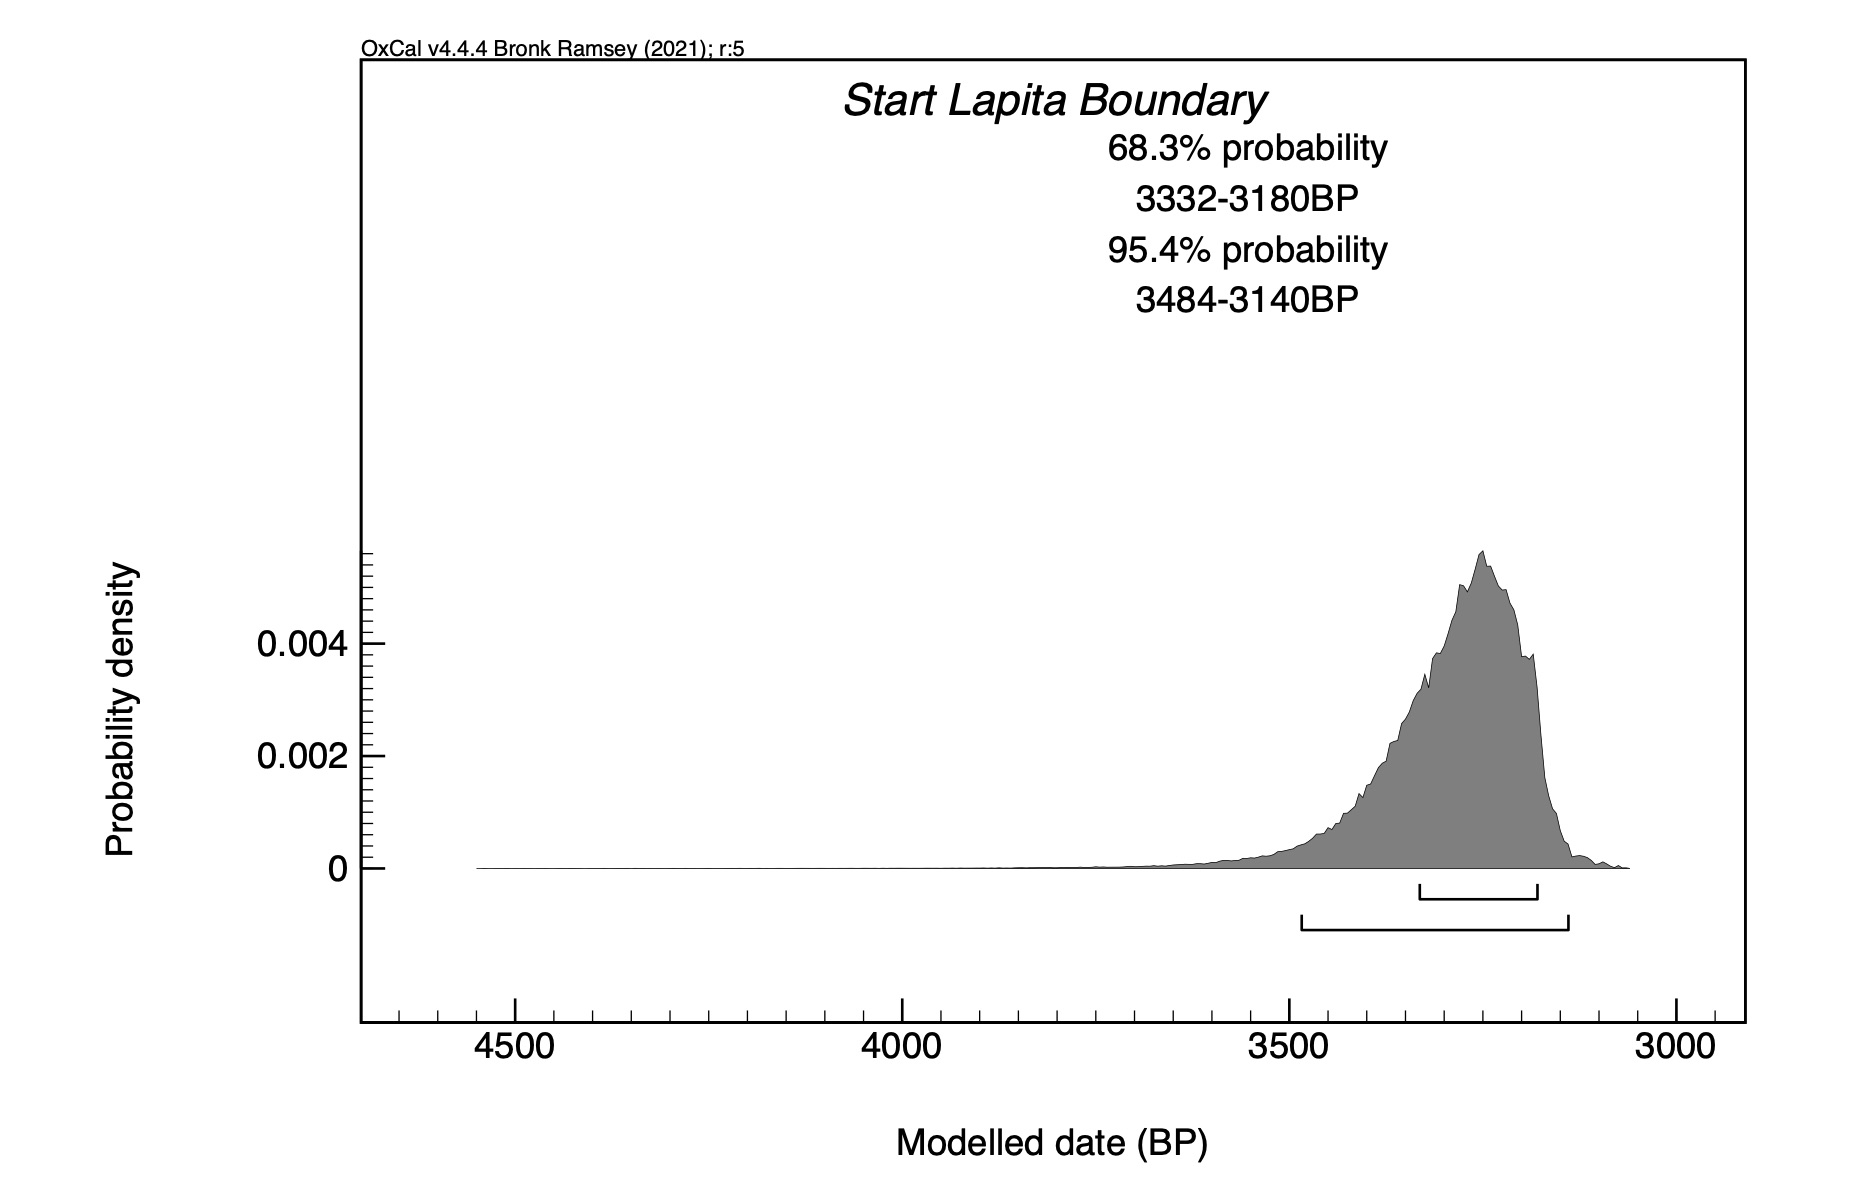 OxCal v4.4.4 Bronk Ramsey (2021); r:5
Start Lapita Boundary
68.3% probability
3332-3180BP
95.4% probability
3484-3140BP
Probability density
0.004
0.002
0
4500 4000 3500 3000
Modelled date (BP)